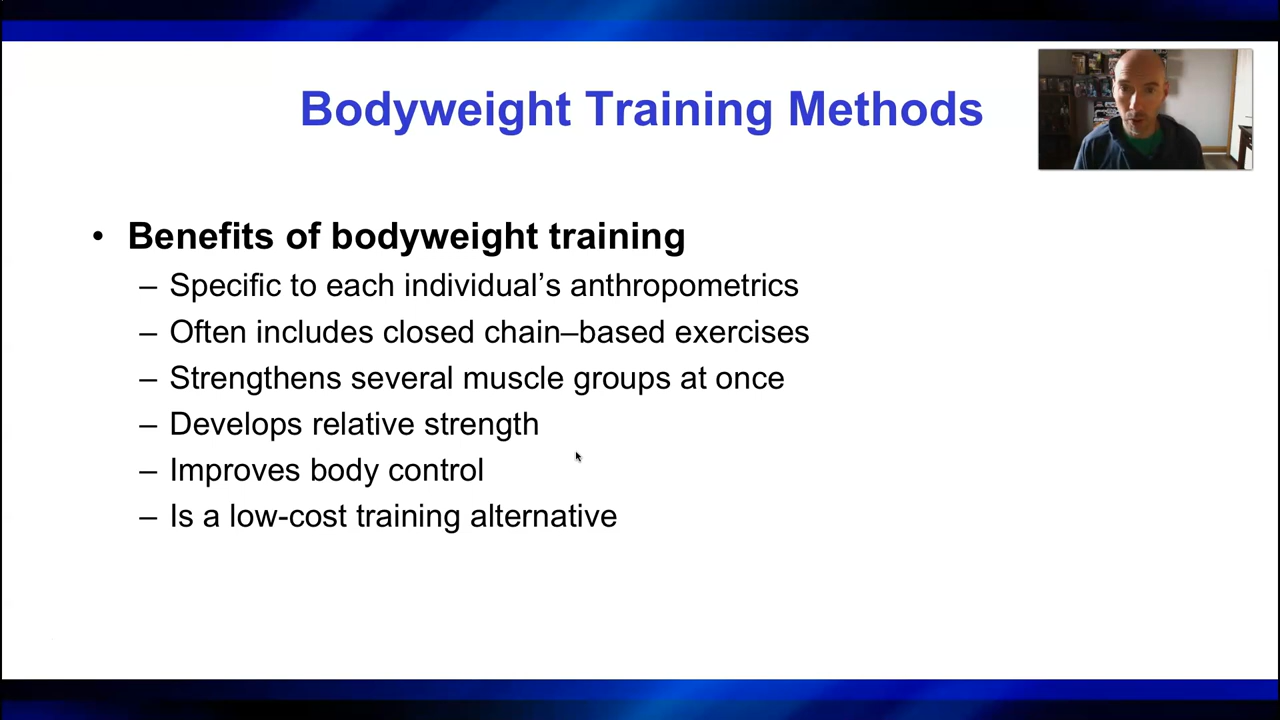 Bodyweight Training Methods
• Benefits of bodyweight training
– Specific to each individual’s anthropometrics
– Often includes closed chain–based exercises
– Strengthens several muscle groups at once
– Develops relative strength
– Improves body control
– Is a low-cost training alternative